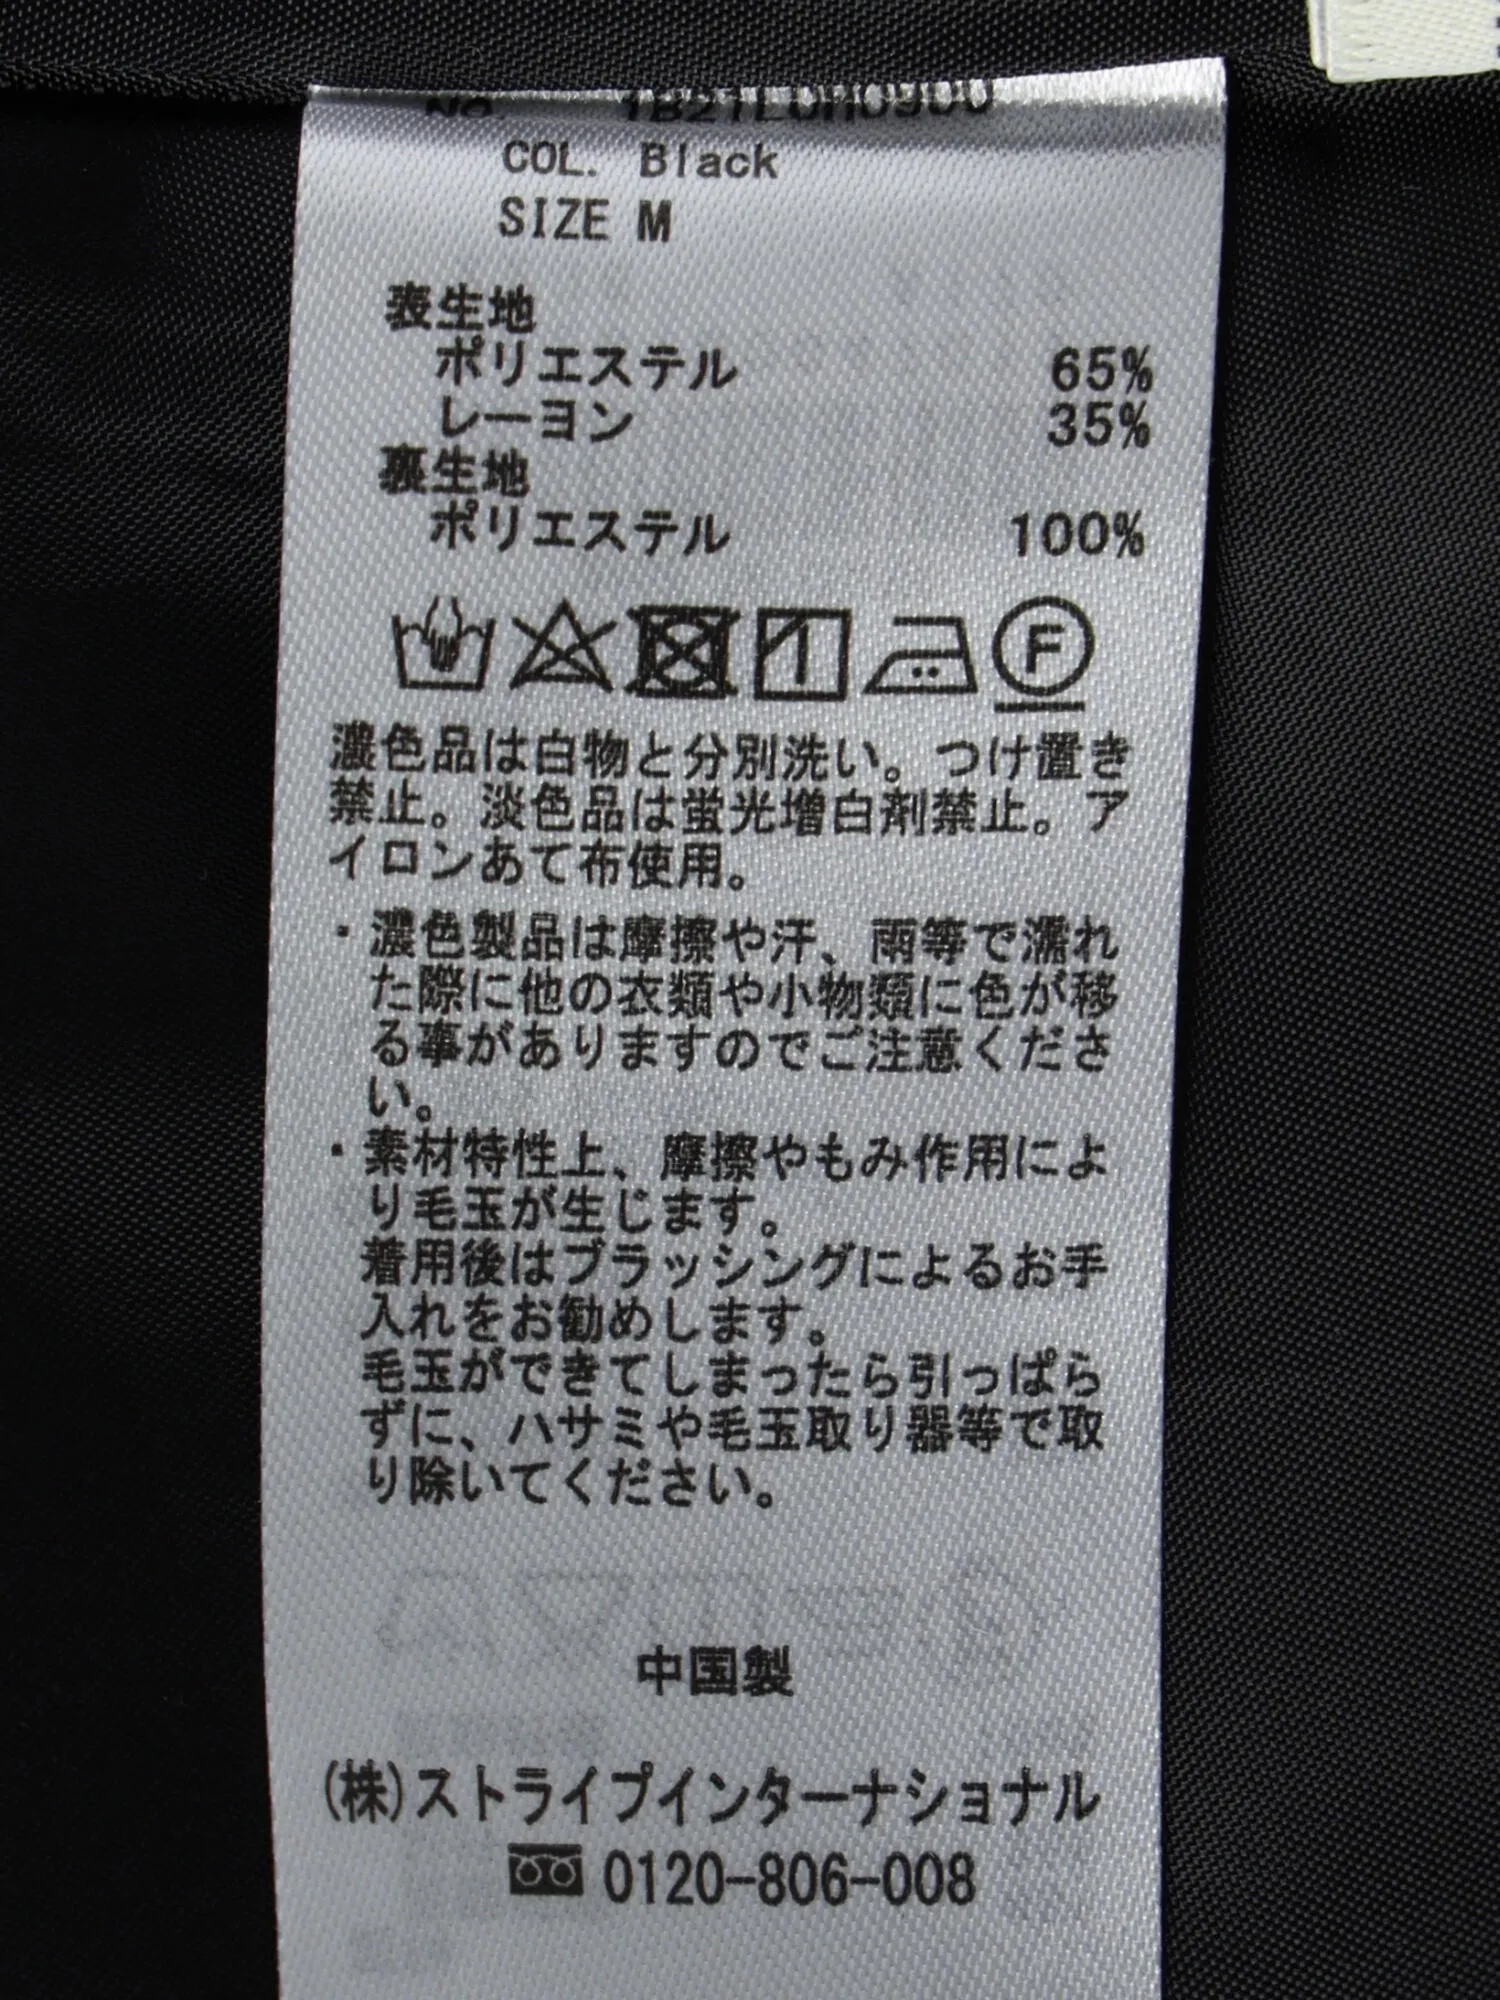 No.
COL. Black
SIZE M
表生地
ポリエステル 65%
レーヨン 35%
裏生地
ポリエステル 100%
F
濃色品は白物と分別洗い。つけ置き
禁止。淡色品は蛍光増白剤禁止。ア
イロンあて布使用。
・濃色製品は摩擦や汗、雨等で濡れ
た際に他の衣類や小物類に色が移
る事がありますのでご注意くださ
い。
・素材特性上、摩擦やもみ作用によ
り毛玉が生じます。
着用後はブラッシングによるお手
入れをお勧めします。
毛玉ができてしまったら引っぱら
ずに、ハサミや毛玉取り器等で取
り除いてください。
中国製
(株)ストライプインターナショナル
0120-806-008